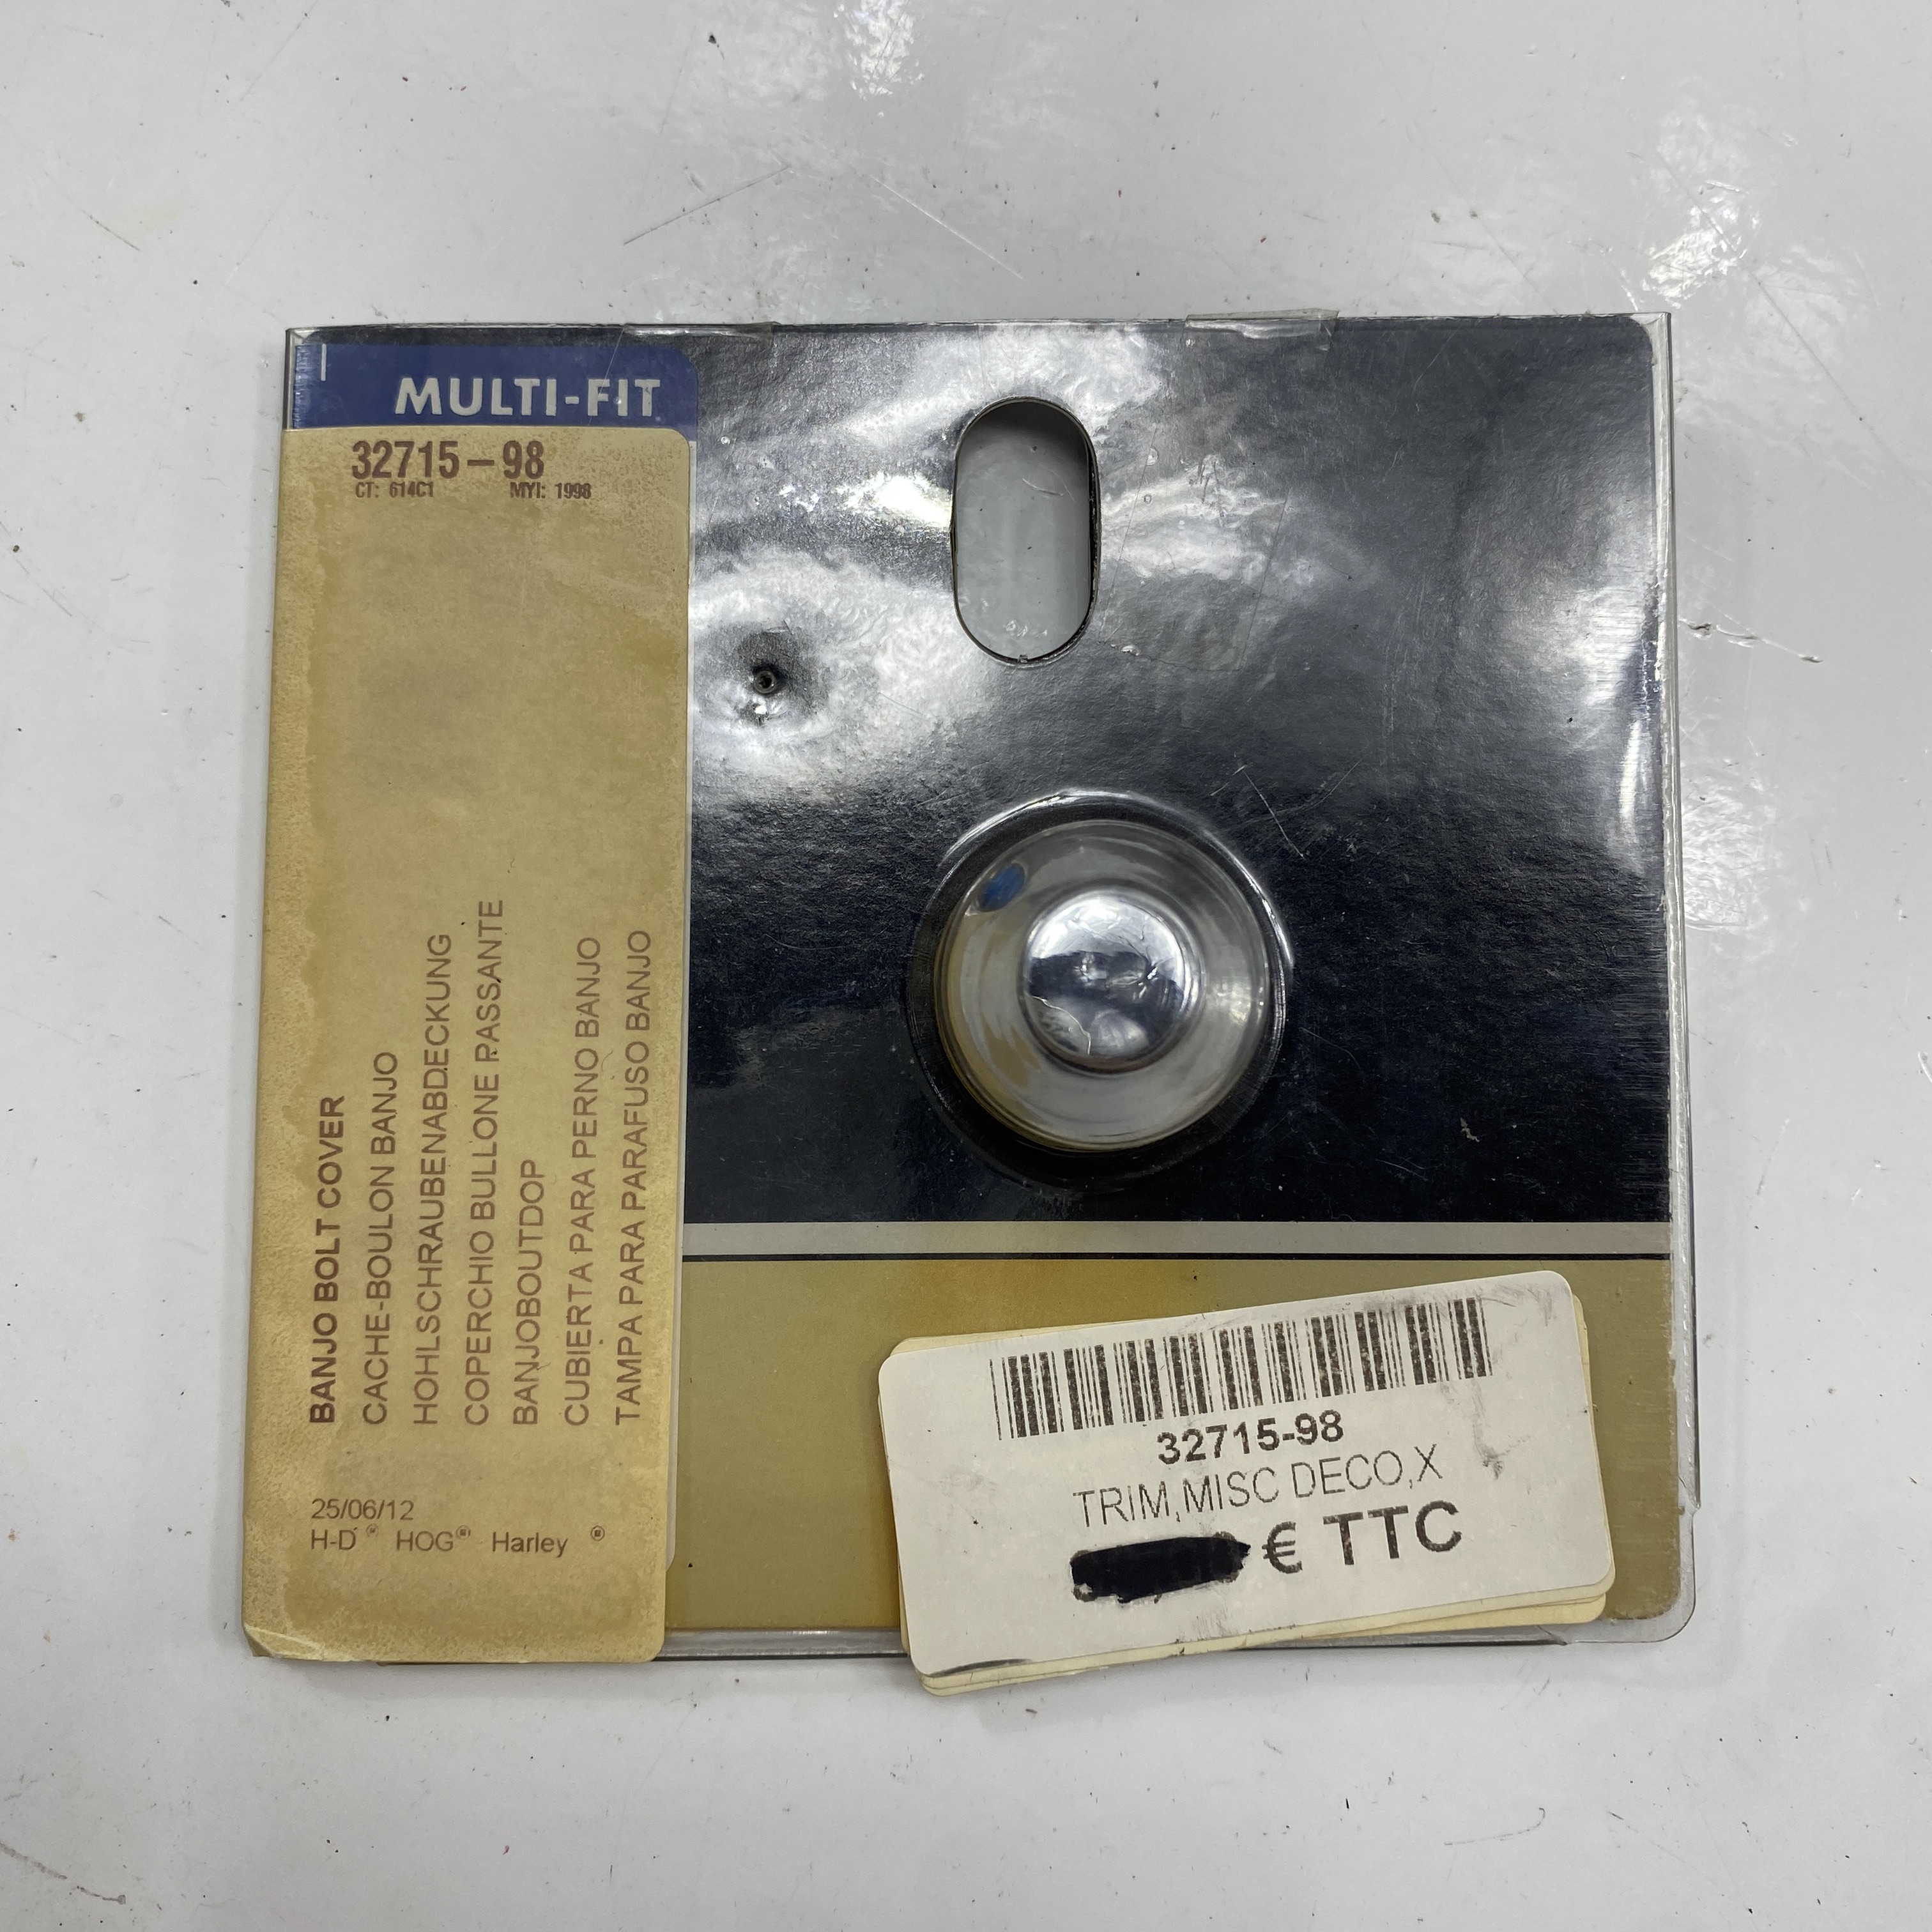 MULTI-FIT
32715-98
CT: 614C1 MYI: 1998
BANJO BOLT COVER
CACHE-BOULON BANJO
HOHLSCHRAUBENABDECKUNG
COPERCHIO BULLONE PASSANTE
BANJOBOUTDOP
CUBIERTA PARA PERNO BANJO
TAMPA PARA PARAFUSO BANJO
25/06/12
H-D® HOG® Harley ®
32715-98
TRIM,MISC DECO,X
€ TTC